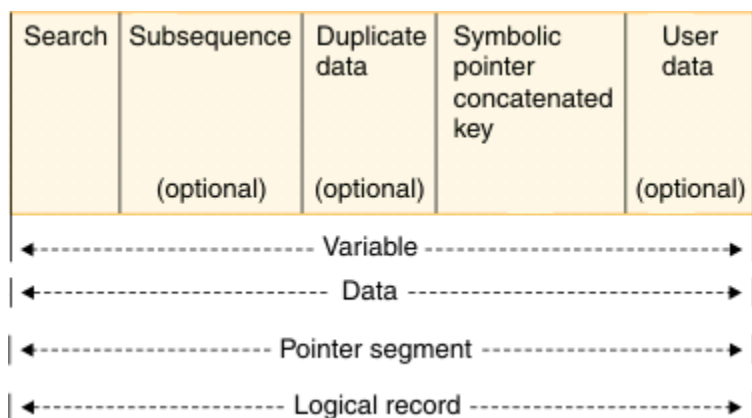 Search
Subsequence
(optional)
Duplicate
data
(optional)
Symbolic
pointer
concatenated
key
User
data
(optional)
Variable
Data
Pointer segment
Logical record